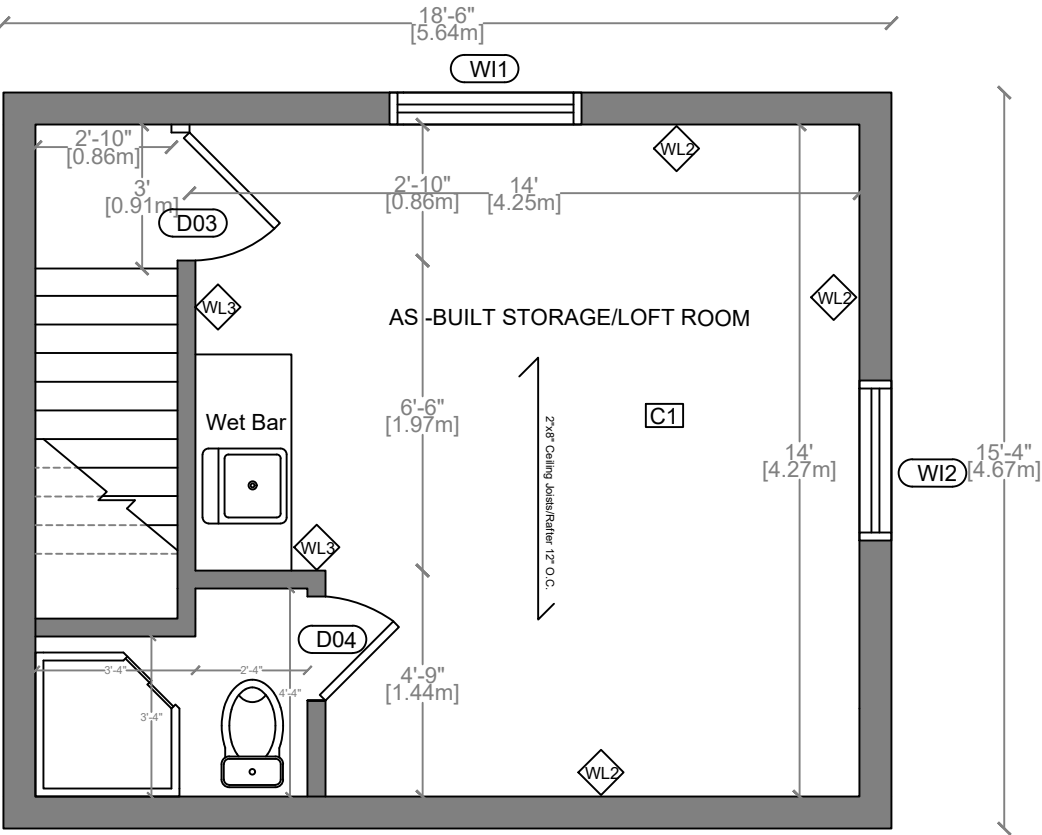 18'-6"
[5.64m]
WI1
2'-10"
[0.86m]
WL2
3'
[0.91m]
2'-10"
[0.86m]
14'
[4.25m]
D03
WL3
WL2
AS -BUILT STORAGE/LOFT ROOM
6'-6"
[1.97m]
C1
Wet Bar
2"x8" Ceiling Joists/Rafter 12" O.C.
14'
[4.27m]
WI2
15'-4"
[4.67m]
WL3
D04
3'-4"
2'-4"
4'-4"
4'-9"
[1.44m]
3'-4"
WL2